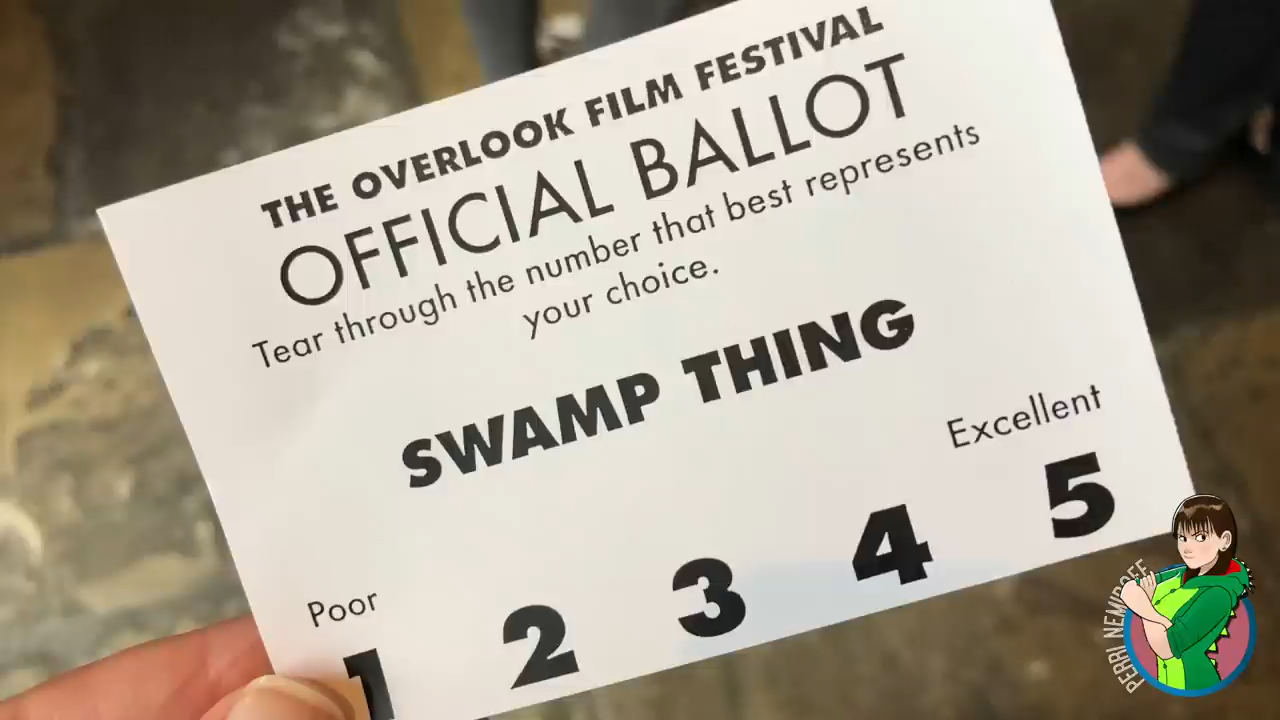 THE OVERLOOK FILM FESTIVAL
OFFICIAL BALLOT
Tear through the number that best represents
your choice.
SWAMP THING
Poor
Excellent
1 2 3 4 5
PERRI NEMIROFF